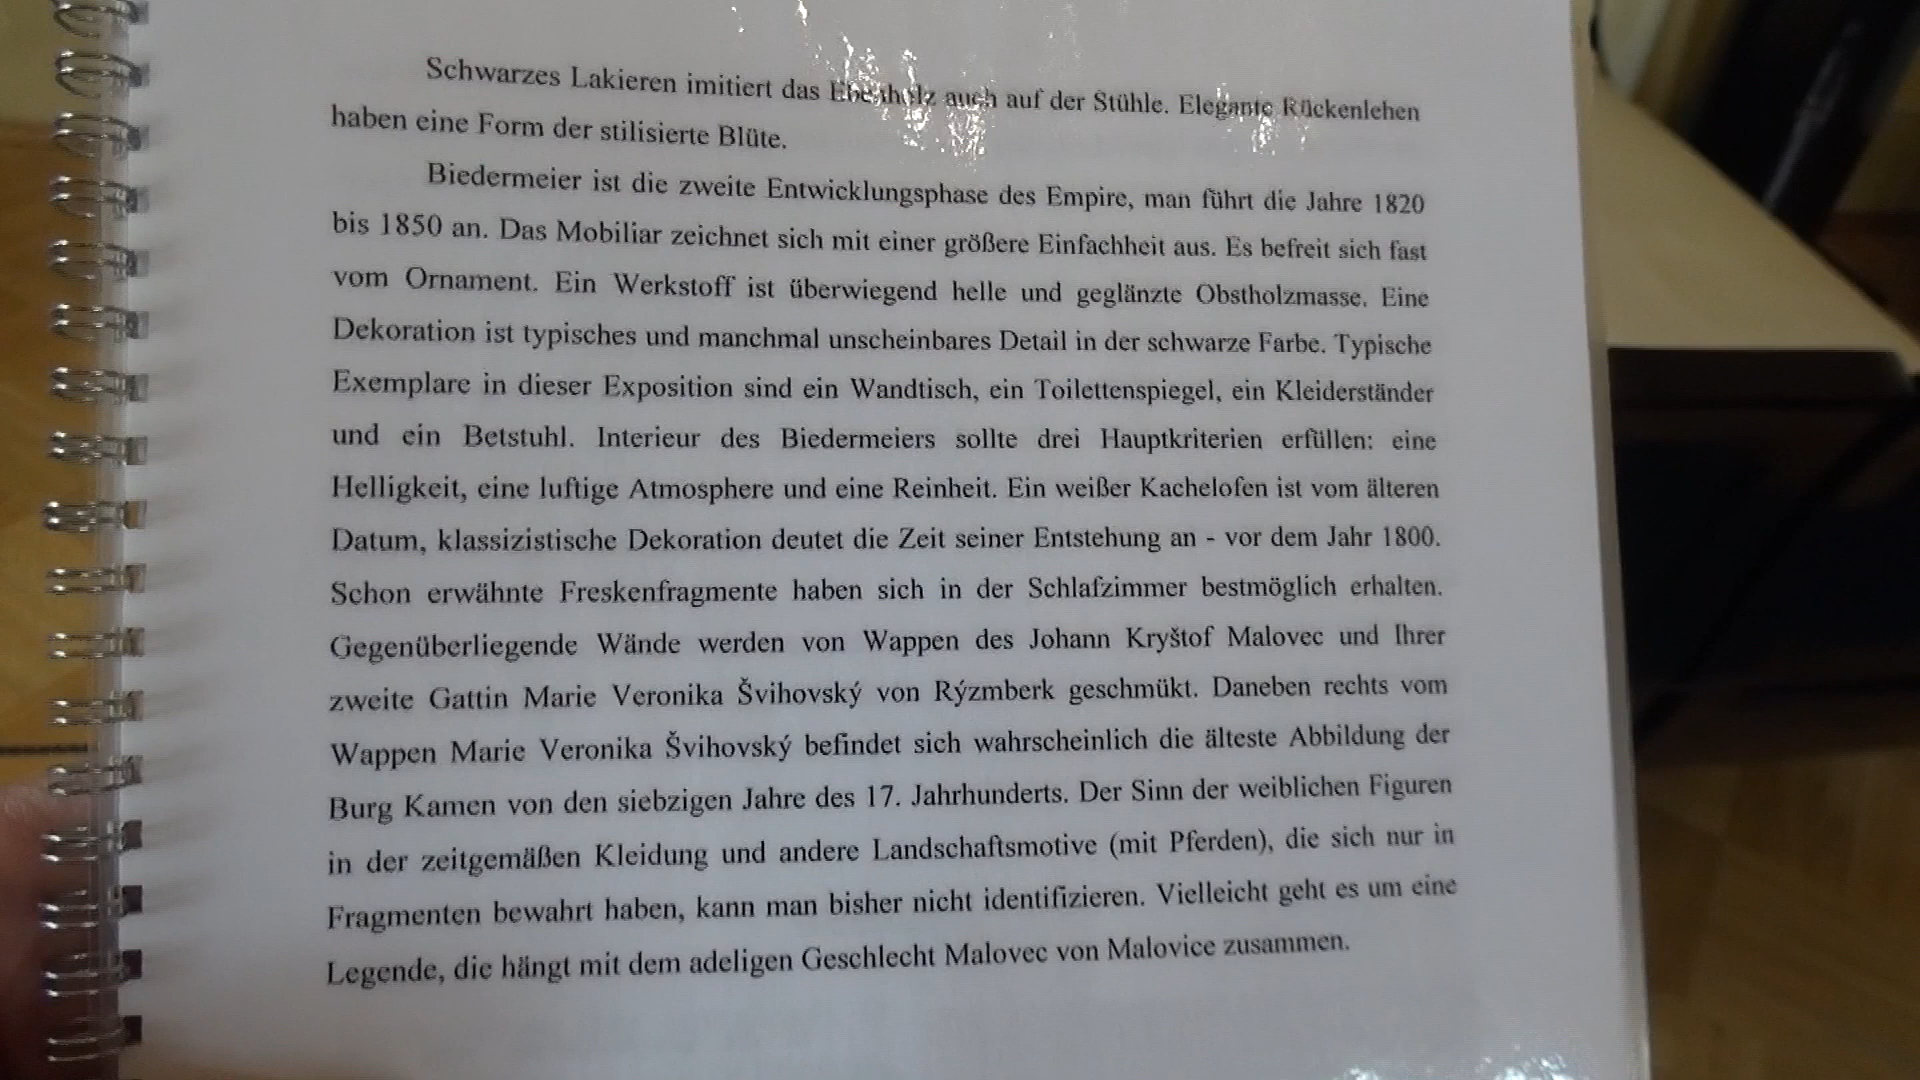 Schwarzes Lakieren imitiert das Ebenholz auch auf der Stühle. Elegante Rückenlehen
haben eine Form der stilisierte Blüte.
Biedermeier ist die zweite Entwicklungsphase des Empire, man führt die Jahre 1820
bis 1850 an. Das Mobiliar zeichnet sich mit einer größere Einfachheit aus. Es befreit sich fast
vom Ornament. Ein Werkstoff ist überwiegend helle und geglänzte Obstholzmasse. Eine
Dekoration ist typisches und manchmal unscheinbares Detail in der schwarze Farbe. Typische
Exemplare in dieser Exposition sind ein Wandtisch, ein Toilettenspiegel, ein Kleiderständer
und ein Betstuhl. Interieur des Biedermeiers sollte drei Hauptkriterien erfüllen: eine
Helligkeit, eine luftige Atmosphere und eine Reinheit. Ein weißer Kachelofen ist vom älteren
Datum, klassizistische Dekoration deutet die Zeit seiner Entstehung an - vor dem Jahr 1800.
Schon erwähnte Freskenfragmente haben sich in der Schlafzimmer bestmöglich erhalten.
Gegenüberliegende Wände werden von Wappen des Johann Kryštof Malovec und Ihrer
zweite Gattin Marie Veronika Švihovský von Rýzmberk geschmükt. Daneben rechts vom
Wappen Marie Veronika Švihovský befindet sich wahrscheinlich die älteste Abbildung der
Burg Kamen von den siebzigen Jahre des 17. Jahrhunderts. Der Sinn der weiblichen Figuren
in der zeitgemäßen Kleidung und andere Landschaftsmotive (mit Pferden), die sich nur in
Fragmenten bewahrt haben, kann man bisher nicht identifizieren. Vielleicht geht es um eine
Legende, die hängt mit dem adeligen Geschlecht Malovec von Malovice zusammen.